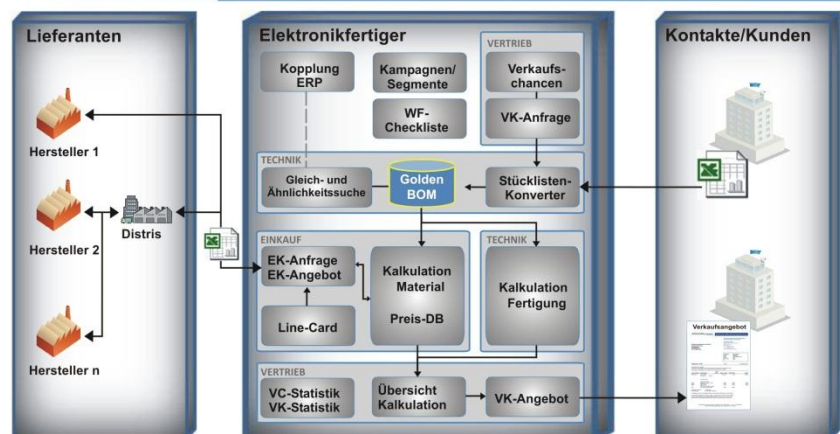 Lieferanten
Hersteller 1
Hersteller 2
Distris
Hersteller n
Elektronikfertiger
Kopplung
ERP
Kampagnen/
Segmente
WF-
Checkliste
VERTRIEB
Verkaufs-
chancen
VK-Anfrage
TECHNIK
Gleich- und
Ähnlichkeitssuche
Golden
BOM
Stücklisten-
Konverter
EINKAUF
EK-Anfrage
EK-Angebot
Line-Card
Kalkulation
Material
Preis-DB
TECHNIK
Kalkulation
Fertigung
VERTRIEB
VC-Statistik
VK-Statistik
Übersicht
Kalkulation
VK-Angebot
Kontakte/Kunden
Verkaufsangebot